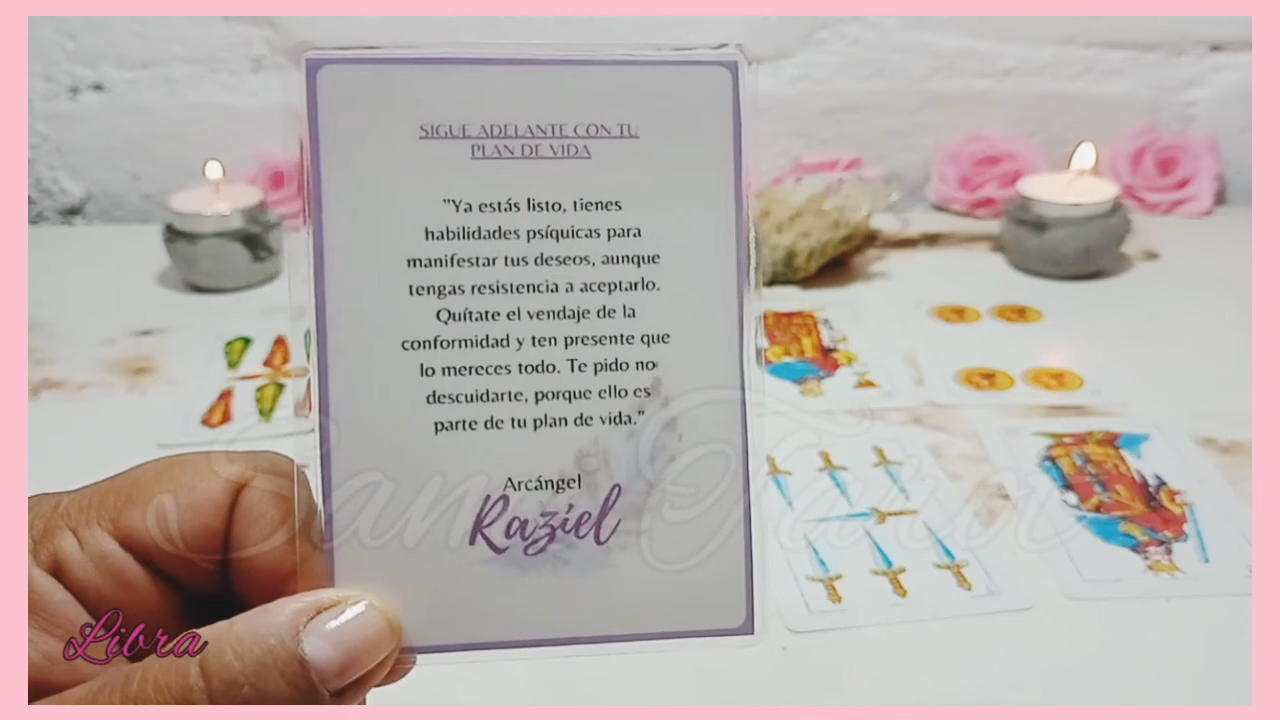 SIGUE ADELANTE CON TU
PLAN DE VIDA
"Ya estás listo, tienes
habilidades psíquicas para
manifestar tus deseos, aunque
tengas resistencia a aceptarlo.
Quítate el vendaje de la
conformidad y ten presente que
lo mereces todo. Te pido no
descuidarte, porque ello es
parte de tu plan de vida."
Arcángel
Raziel
Sami Tarot
Libra